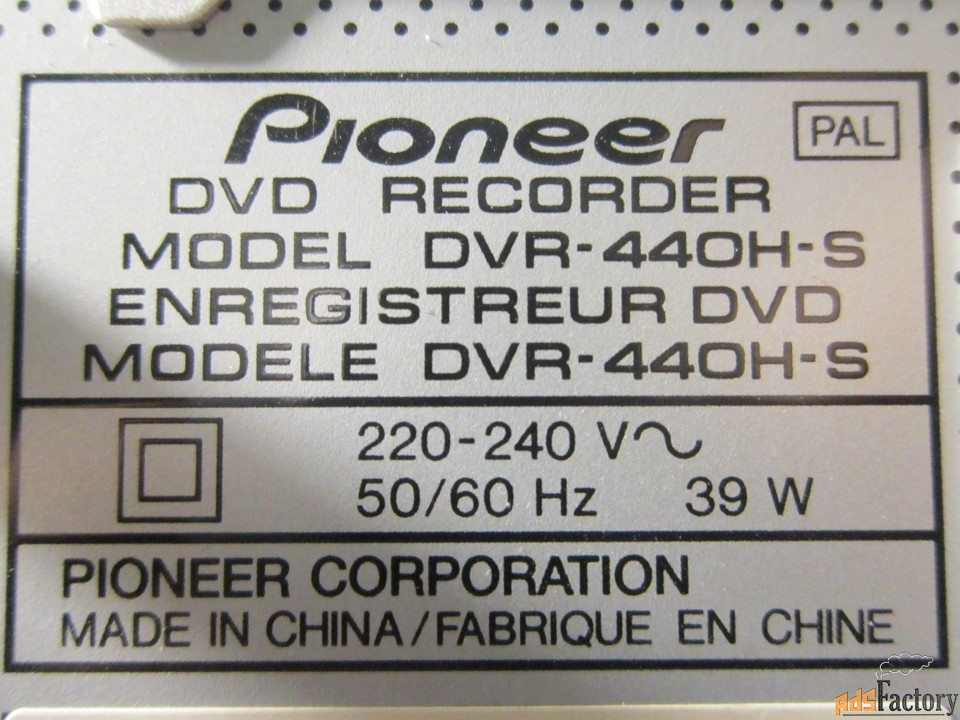 Pioneer
PAL
DVD RECORDER
MODEL DVR-440H-S
ENREGISTREUR DVD
MODELE DVR-440H-S
220-240 V~
50/60 Hz 39 W
PIONEER CORPORATION
MADE IN CHINA/FABRIQUE EN CHINE
AdsFactory